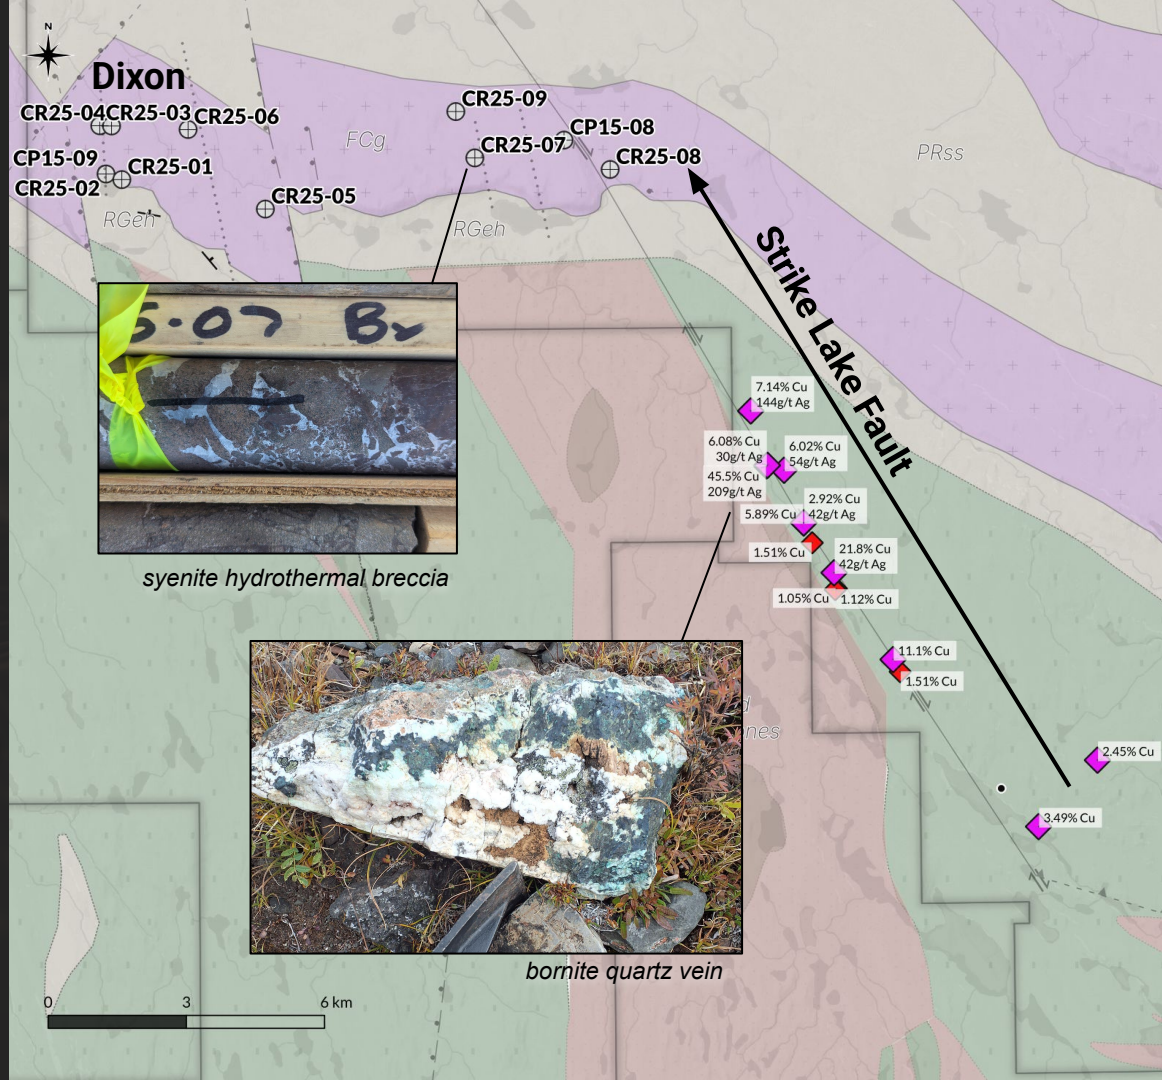 N
Dixon
CR25-04
CR25-03
CR25-06
CP15-09
CR25-01
CR25-02
CR25-05
CR25-09
CR25-07
CP15-08
CR25-08
FCg
PRss
RGeh
RGeh
Strike Lake Fault
5-07 Bx
syenite hydrothermal breccia
7.14% Cu
144g/t Ag
6.08% Cu
30g/t Ag
6.02% Cu
54g/t Ag
45.5% Cu
209g/t Ag
2.92% Cu
42g/t Ag
5.89% Cu
1.51% Cu
21.8% Cu
42g/t Ag
1.05% Cu
1.12% Cu
11.1% Cu
1.51% Cu
2.45% Cu
3.49% Cu
bornite quartz vein
0
3
6 km